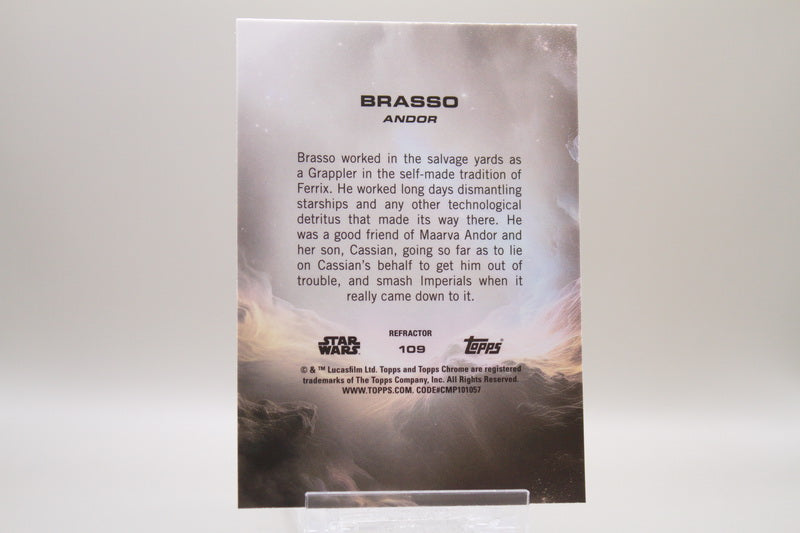 BRASSO
ANDOR
Brasso worked in the salvage yards as
a Grappler in the self-made tradition of
Ferrix. He worked long days dismantling
starships and any other technological
detritus that made its way there. He
was a good friend of Maarva Andor and
her son, Cassian, going so far as to lie
on Cassian's behalf to get him out of
trouble, and smash Imperials when it
really came down to it.
STAR WARS
REFRACTOR
109
Topps
© & ™ Lucasfilm Ltd. Topps and Topps Chrome are registered
trademarks of The Topps Company, Inc. All Rights Reserved.
WWW.TOPPS.COM. CODE#CMP101057